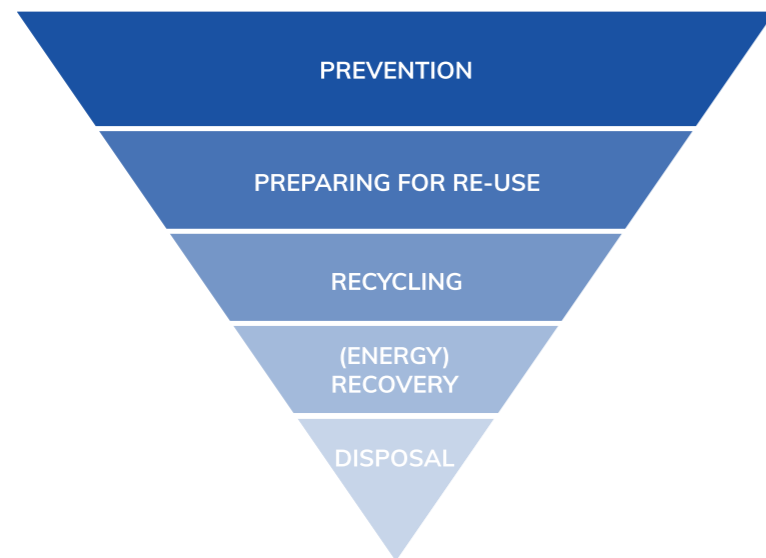 PREVENTION
PREPARING FOR RE-USE
RECYCLING
(ENERGY)
RECOVERY
DISPOSAL